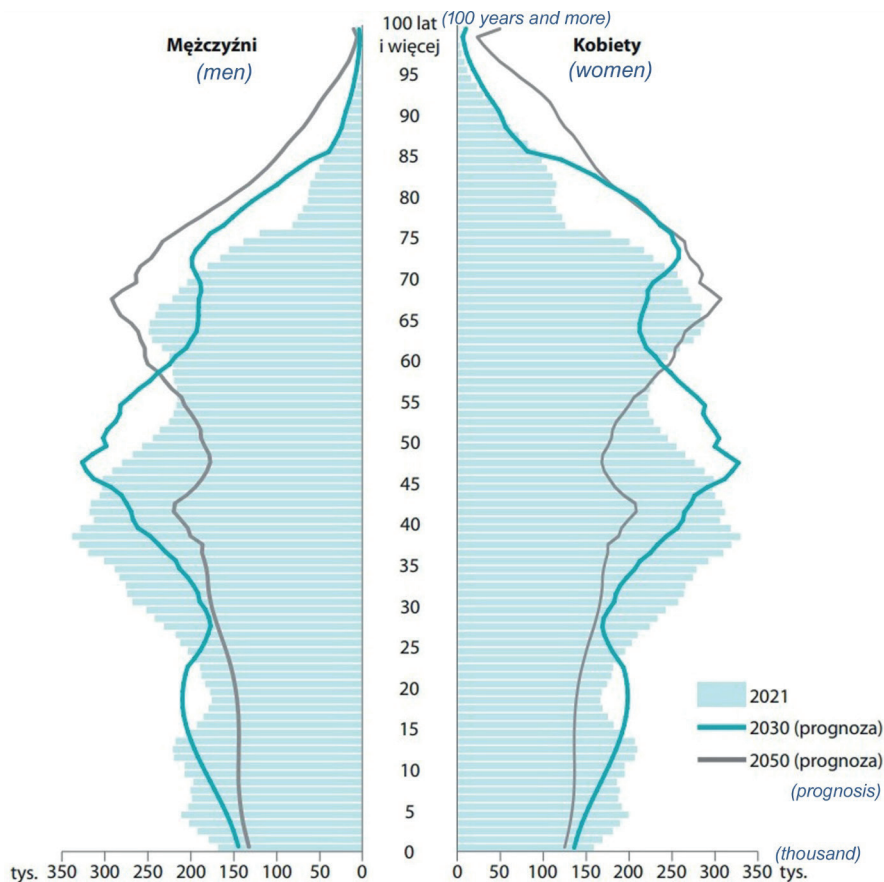 100 lat (100 years and more)
i więcej
Mężczyźni
(men)
Kobiety
(women)
95
90
85
80
75
70
65
60
55
50
45
40
35
30
25
20
15
10
5
0
2021
2030 (prognoza)
2050 (prognoza)
(prognosis)
(thousand)
tys. 350 300 250 200 150 100 50 0
0 50 100 150 200 250 300 350 tys.